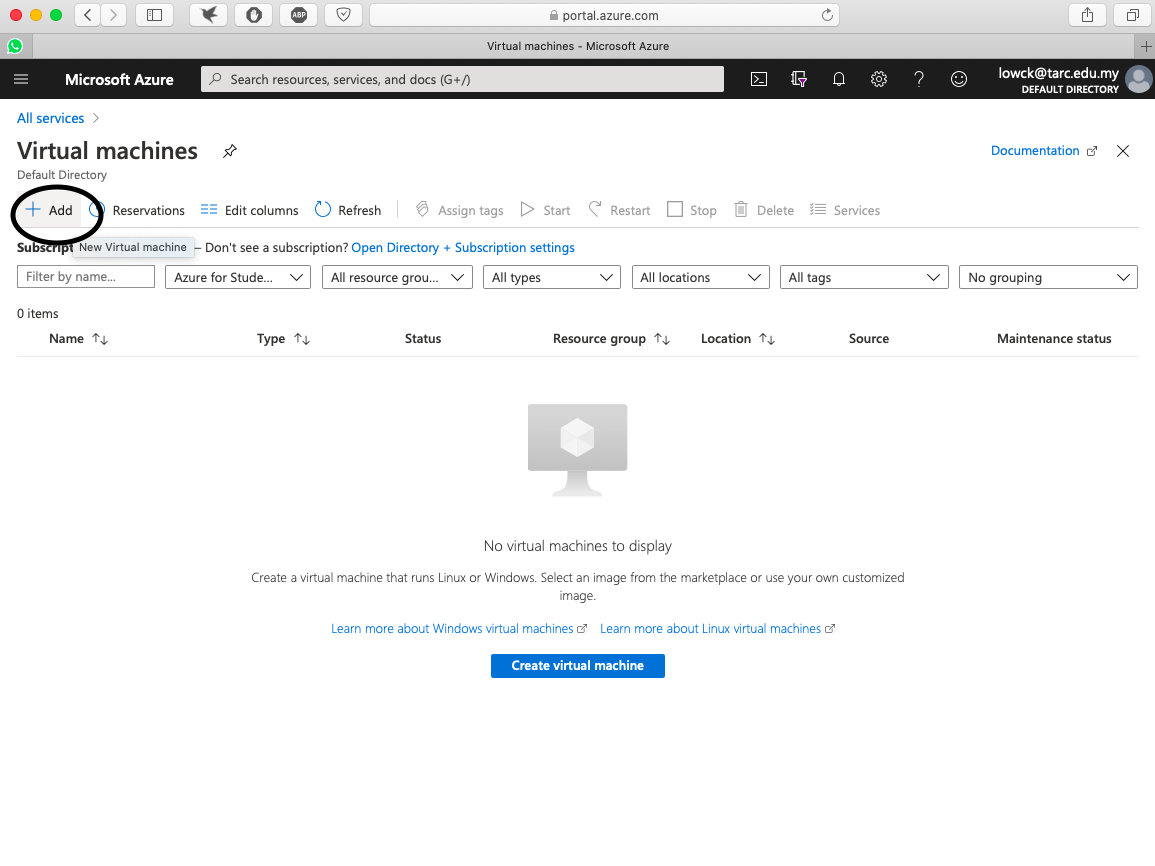 ABP
portal.azure.com
Virtual machines - Microsoft Azure
Microsoft Azure
Search resources, services, and docs (G+/)
lowck@tarc.edu.my
DEFAULT DIRECTORY
All services
Virtual machines
Documentation
Default Directory
Add Reservations Edit columns Refresh Assign tags Start Restart Stop Delete Services
New Virtual machine – Don't see a subscription? Open Directory + Subscription settings
Filter by name... Azure for Stude... All resource grou... All types All locations All tags No grouping
0 items
Name Type Status Resource group Location Source Maintenance status
No virtual machines to display
Create a virtual machine that runs Linux or Windows. Select an image from the marketplace or use your own customized
image.
Learn more about Windows virtual machines Learn more about Linux virtual machines
Create virtual machine